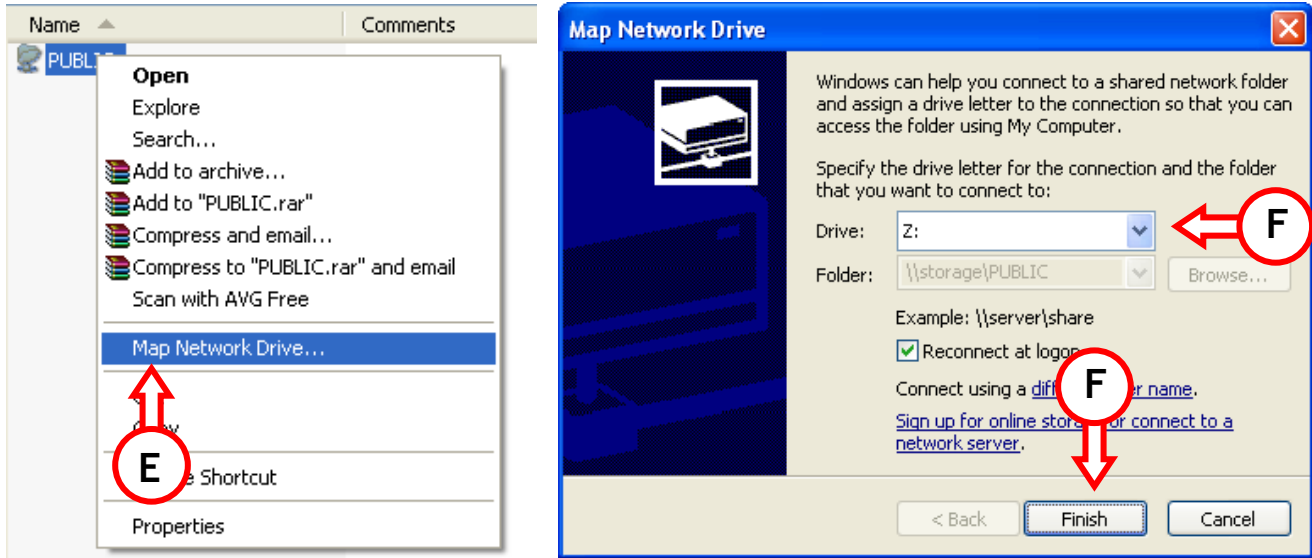 Name
Comments
PUBL
Open
Explore
Search...
Add to archive...
Add to "PUBLIC.rar"
Compress and email...
Compress to "PUBLIC.rar" and email
Scan with AVG Free
Map Network Drive...
E
Shortcut
Properties
Map Network Drive
Windows can help you connect to a shared network folder
and assign a drive letter to the connection so that you can
access the folder using My Computer.
Specify the drive letter for the connection and the folder
that you want to connect to:
Drive: Z:
F
Folder: \\storage\PUBLIC Browse...
Example: \\server\share
Reconnect at logon
Connect using a name.
F
Sign up for online or connect to a
network server.
< Back Finish Cancel